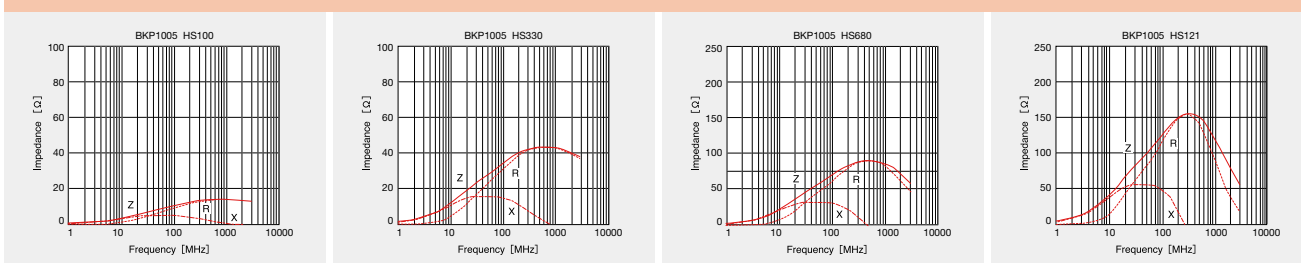 BKP1005 HS100
100
80
60
40
20
0
Impedance [Ω]
Z
R
X
1
10
100
1000
10000
Frequency [MHz]
BKP1005 HS330
100
80
60
40
20
0
Impedance [Ω]
Z
R
X
1
10
100
1000
10000
Frequency [MHz]
BKP1005 HS680
250
200
150
100
50
0
Impedance [Ω]
Z
R
X
1
10
100
1000
10000
Frequency [MHz]
BKP1005 HS121
250
200
150
100
50
0
Impedance [Ω]
Z
R
X
1
10
100
1000
10000
Frequency [MHz]